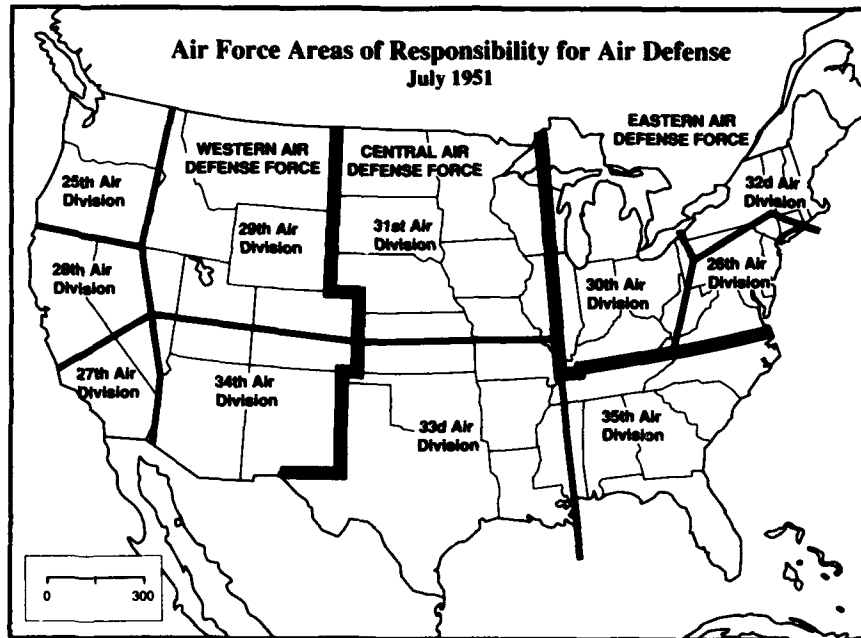 Air Force Areas of Responsibility for Air Defense
July 1951
EASTERN AIR
DEFENSE FORCE
WESTERN AIR
DEFENSE FORCE
CENTRAL AIR
DEFENSE FORCE
25th Air
Division
29th Air
Division
31st Air
Division
32d Air
Division
28th Air
Division
30th Air
Division
26th Air
Division
27th Air
Division
34th Air
Division
33d Air
Division
35th Air
Division
0 300